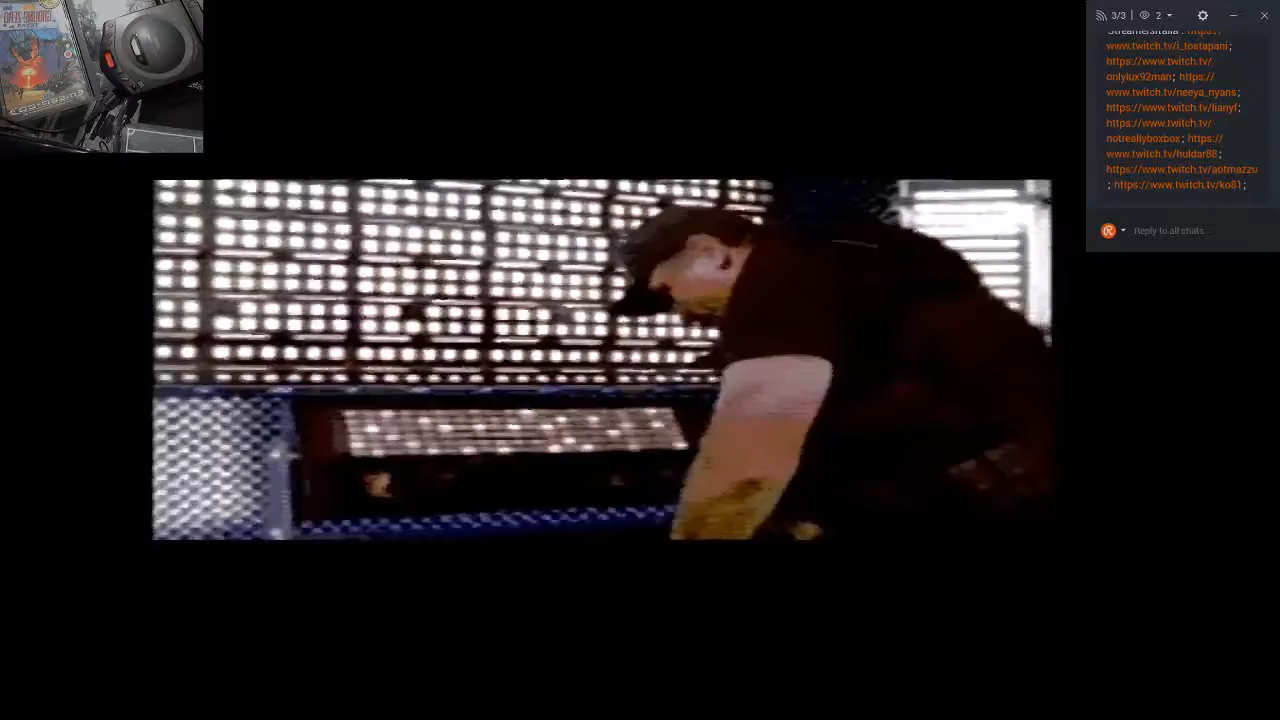 3/3
2
StreamersItalia : https://
www.twitch.tv/i_tostapani;
https://www.twitch.tv/
onlylux92man; https://
www.twitch.tv/neeya_nyans;
https://www.twitch.tv/lianyf;
https://www.twitch.tv/
notreallyboxbox; https://
www.twitch.tv/huldar88;
https://www.twitch.tv/aotmazzu
; https://www.twitch.tv/ko81;
Reply to all chats